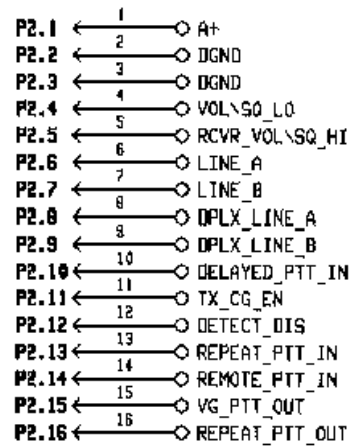 P2.1 1 A+
P2.2 2 DGND
P2.3 3 DGND
P2.4 4 VOL\SQ_LO
P2.5 5 RCVR_VOL\SQ_HI
P2.6 6 LINE_A
P2.7 7 LINE_B
P2.8 8 DPLX_LINE_A
P2.9 9 DPLX_LINE_B
P2.10 10 DELAYED_PTT_IN
P2.11 11 TX_CG_EN
P2.12 12 DETECT_DIS
P2.13 13 REPEAT_PTT_IN
P2.14 14 REMOTE_PTT_IN
P2.15 15 VG_PTT_OUT
P2.16 16 REPEAT_PTT_OUT